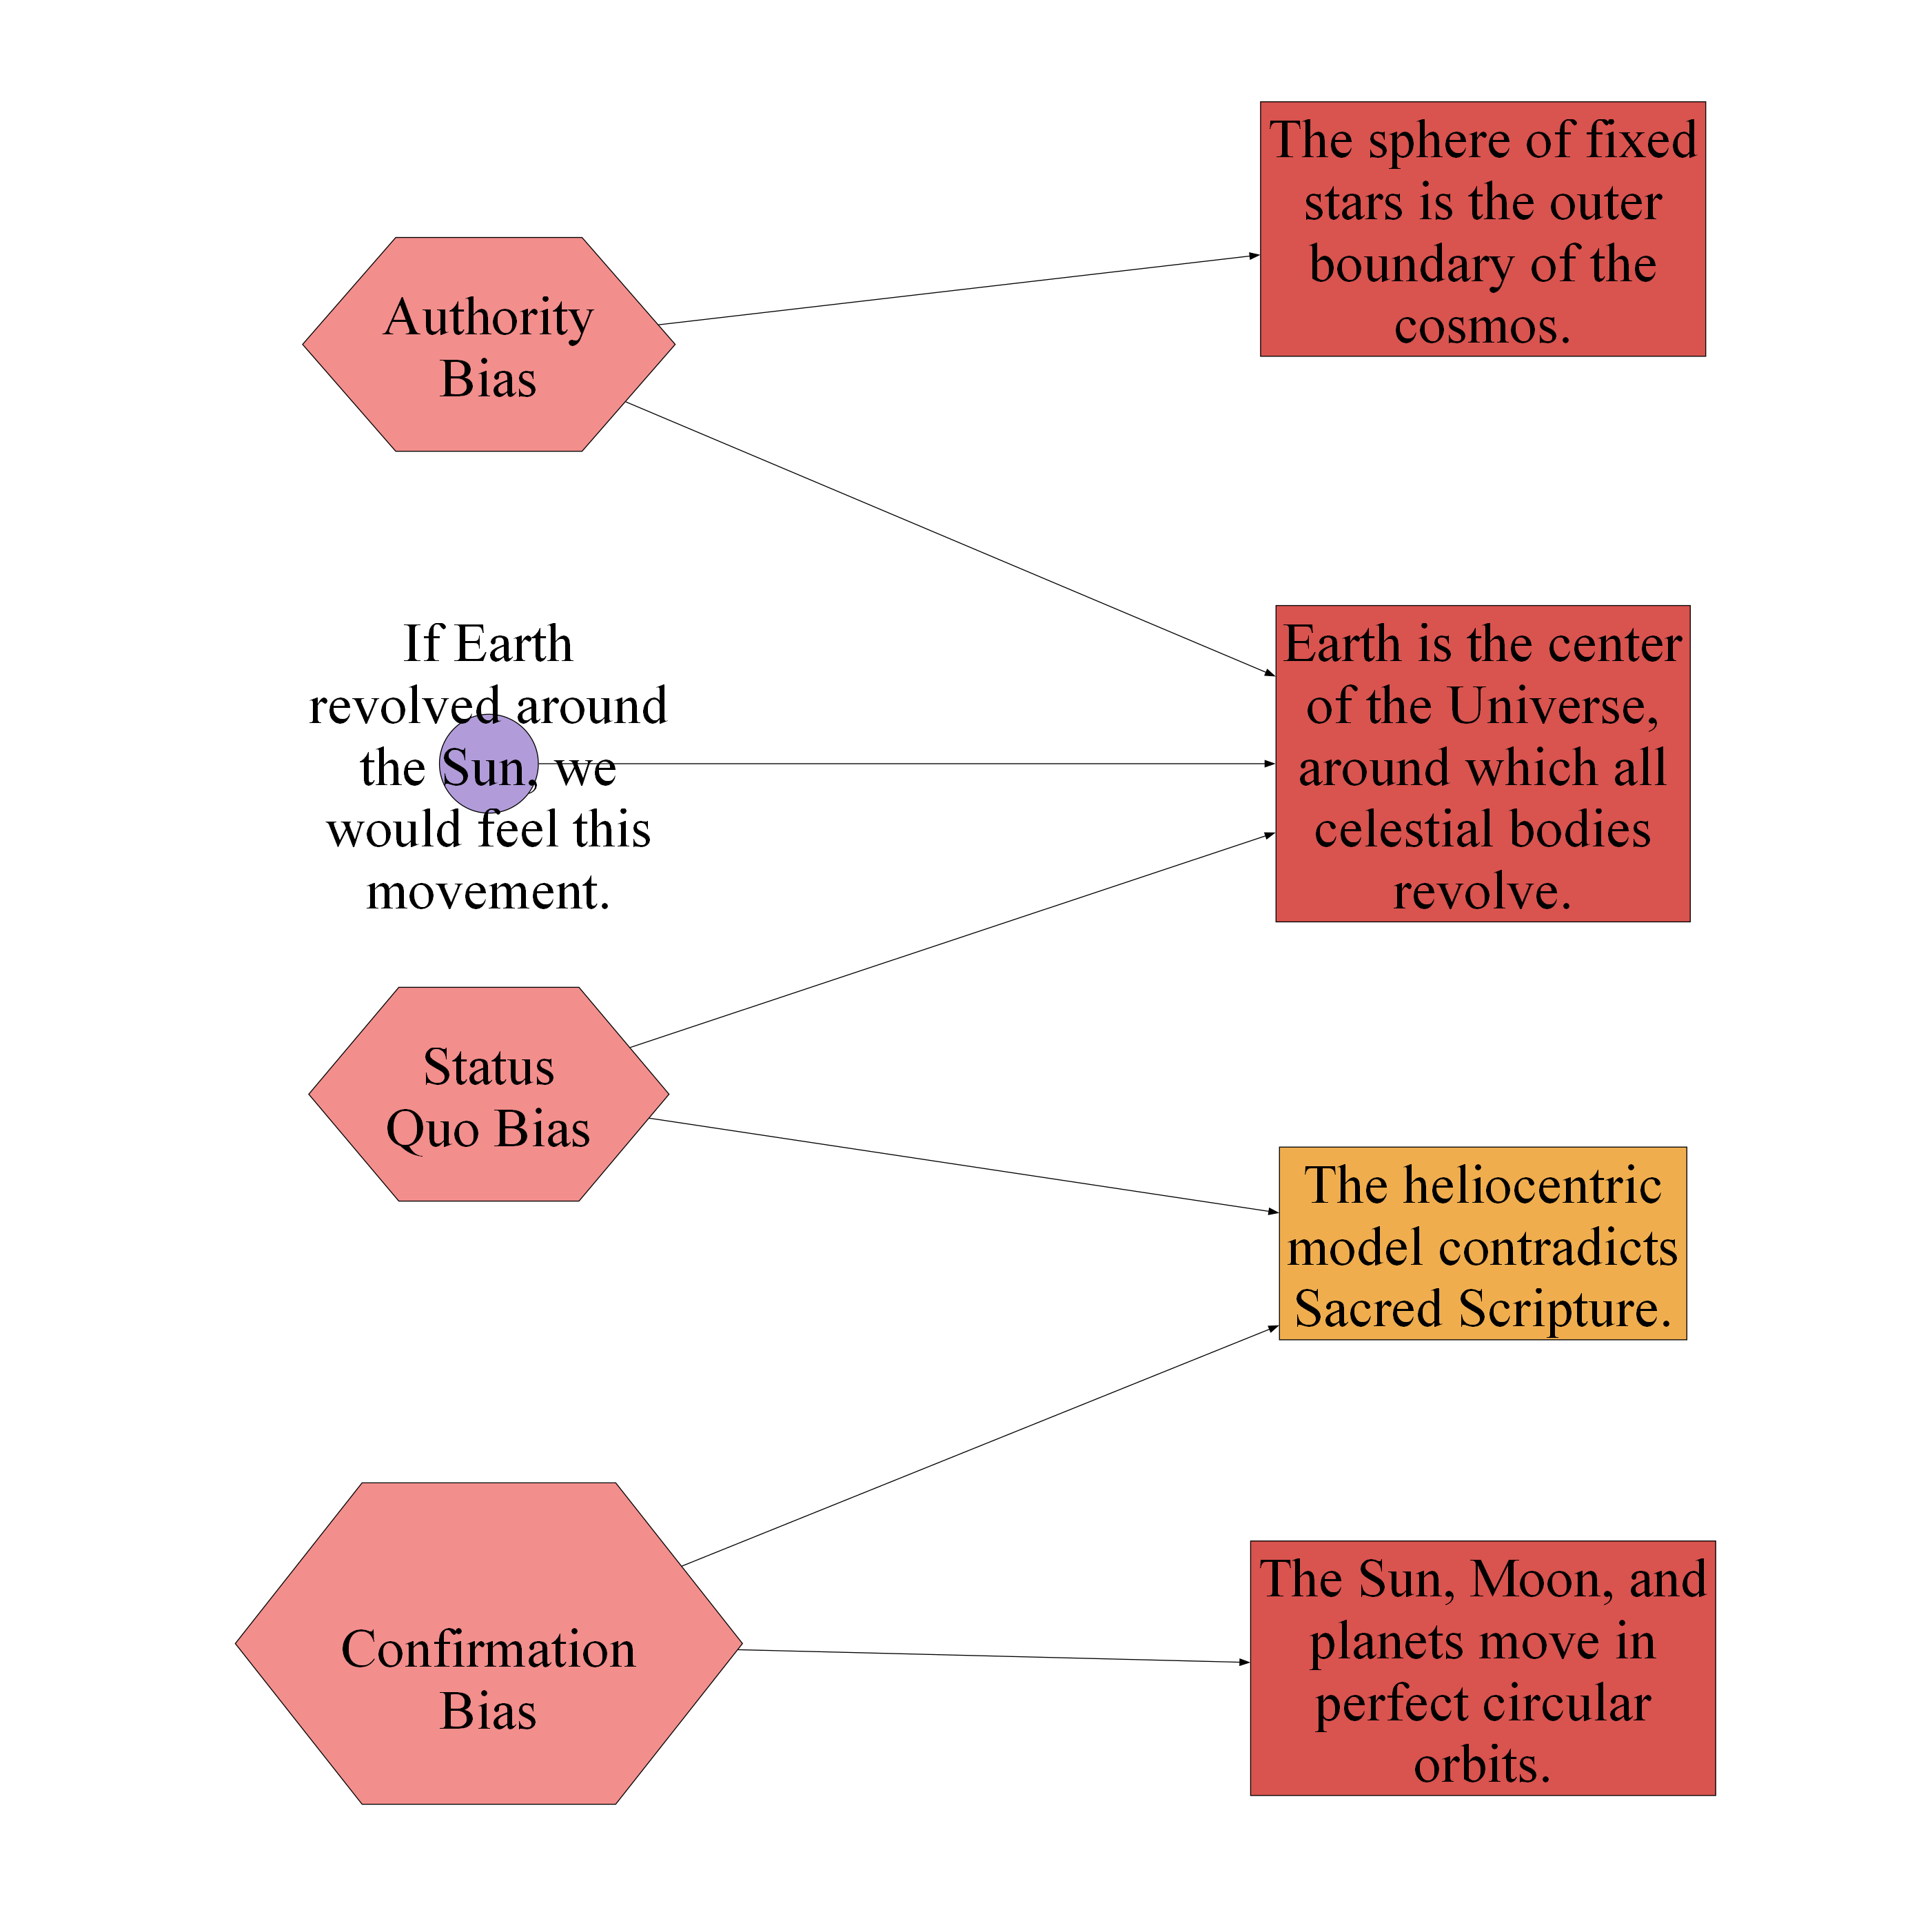 The sphere of fixed
stars is the outer
boundary of the
cosmos.
Authority
Bias
If Earth
revolved around
the Sun, we
would feel this
movement.
Earth is the center
of the Universe,
around which all
celestial bodies
revolve.
Status
Quo Bias
The heliocentric
model contradicts
Sacred Scripture.
Confirmation
Bias
The Sun, Moon, and
planets move in
perfect circular
orbits.